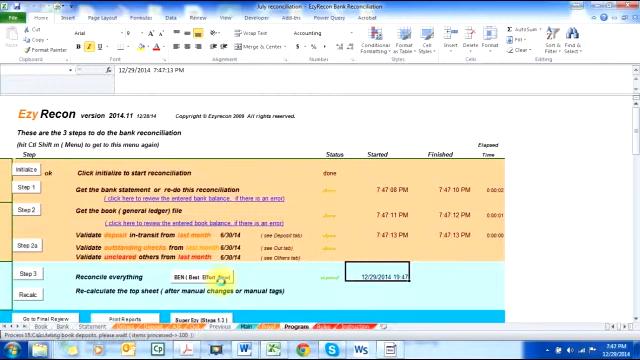 July reconciliation - EzyRecon Bank Reconciliation
File Home Insert Page Layout Formulas Data Review View Developer Add-Ins Power Query Acrobat
Cut
Copy
Format Painter
Wrap Text
Merge & Center
Accounting
Conditional Formatting
Format as Table
Cell Styles
Insert Delete Format
AutoSum
Fill
Clear
Sort & Filter
Find & Select
Clipboard Font Alignment Number Styles Cells Editing
12/29/2014 7:47:13 PM
Ezy Recon version 2014.11 12/28/14 Copyright © Ezyrecon 2009 All rights reserved.
These are the 3 steps to do the bank reconciliation
(hit Ctl Shift m ( Menu) to get to this menu again)
Elapsed
Step Status Started Finished Time
Initialize ok Click initialize to start reconciliation done
Step 1 Get the bank statement or re-do this reconciliation done 7:47:08 PM 7:47:10 PM 0:00:02
( click here to review the entered bank balance, if there is an error)
Step 2 Get the book ( general ledger) file done 7:47:11 PM 7:47:12 PM 0:00:01
( click here to review the entered book balance, if there is an error)
Validate deposit in-transit from last month 6/30/14 ( see Deposit tab) done 7:47:13 PM 7:47:13 PM 0:00:00
Step 2a Validate outstanding checks from last month 6/30/14 ( see Out tab) done
Validate uncleared others from last month 6/30/14 ( see Others tab) done
Step 3 Reconcile everything BEN ( Best Effort Now) started 12/29/2014 19:47
Recalc Re-calculate the top sheet ( after manual changes or manual tags)
Go to Final Review Print Reports Super Ezy (Steps 1-3 )
Book Bank Statement Previous Main Book Program Sheet
Process 15:Calculating book deposits, please wait! (items processed-> 100 )
7:47 PM
12/29/2014